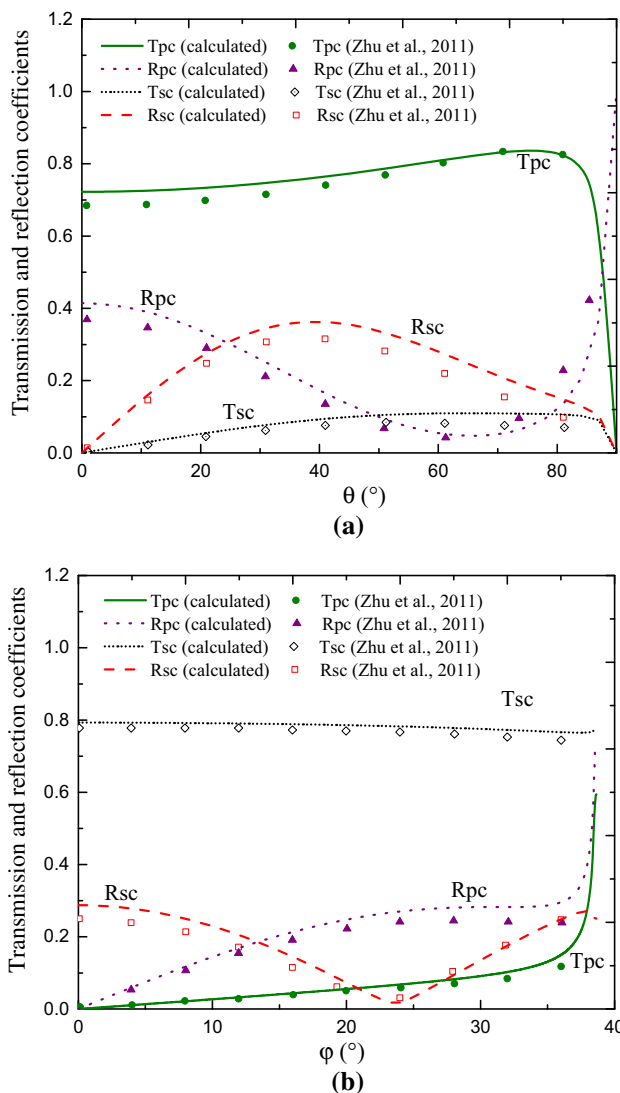 1.2
1.0
0.8
0.6
0.4
0.2
0.0
Transmission and reflection coefficients
Tpc (calculated) Tpc (Zhu et al., 2011)
Rpc (calculated) Rpc (Zhu et al., 2011)
Tsc (calculated) Tsc (Zhu et al., 2011)
Rsc (calculated) Rsc (Zhu et al., 2011)
Tpc
Rpc
Rsc
Tsc
0 20 40 60 80
θ (°)
(a)
1.2
1.0
0.8
0.6
0.4
0.2
0.0
Transmission and reflection coefficients
Tpc (calculated) Tpc (Zhu et al., 2011)
Rpc (calculated) Rpc (Zhu et al., 2011)
Tsc (calculated) Tsc (Zhu et al., 2011)
Rsc (calculated) Rsc (Zhu et al., 2011)
Tsc
Rsc
Rpc
Tpc
0 10 20 30 40
φ (°)
(b)